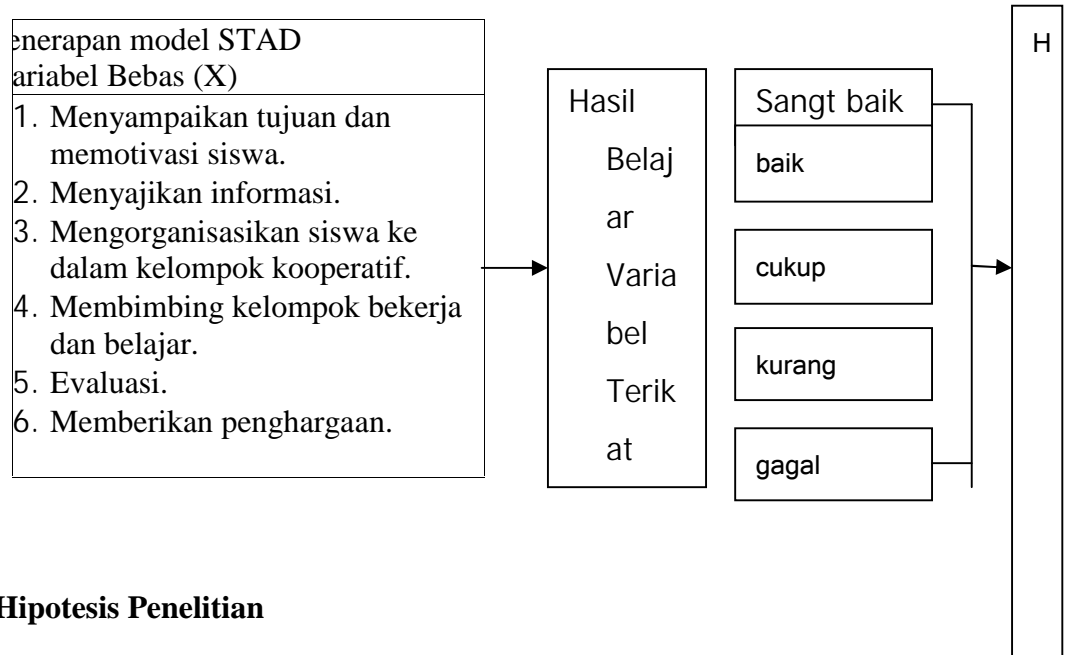 enerapan model STAD
ariabel Bebas (X)
1. Menyampaikan tujuan dan
memotivasi siswa.
2. Menyajikan informasi.
3. Mengorganisasikan siswa ke
dalam kelompok kooperatif.
4. Membimbing kelompok bekerja
dan belajar.
5. Evaluasi.
6. Memberikan penghargaan.
Hasil
Belaj
ar
Varia
bel
Terik
at
Sangt baik
baik
cukup
kurang
gagal
H
Hipotesis Penelitian